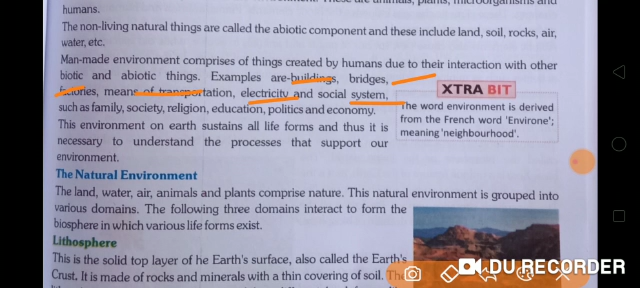 humans.
The non-living natural things are called the abiotic component and these include land, soil, rocks, air,
water, etc.
Man-made environment comprises of things created by humans due to their interaction with other
biotic and abiotic things. Examples are-buildings, bridges,
factories, means of transportation, electricity and social system,
such as family, society, religion, education, politics and economy.
This environment on earth sustains all life forms and thus it is
necessary to understand the processes that support our
environment.
XTRA BIT
The word environment is derived
from the French word 'Environe';
meaning 'neighbourhood'.
The Natural Environment
The land, water, air, animals and plants comprise nature. This natural environment is grouped into
various domains. The following three domains interact to form the
biosphere in which various life forms exist.
Lithosphere
This is the solid top layer of he Earth's surface, also called the Earth's
Crust. It is made of rocks and minerals with a thin covering of soil. The
DU RECORDER